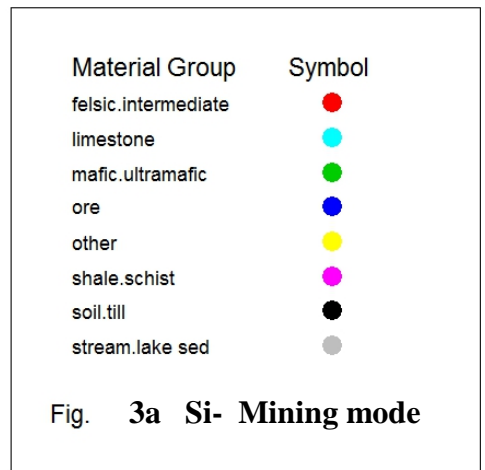 Material Group Symbol
felsic.intermediate
limestone
mafic.ultramafic
ore
other
shale.schist
soil.till
stream.lake sed
Fig. 3a Si- Mining mode